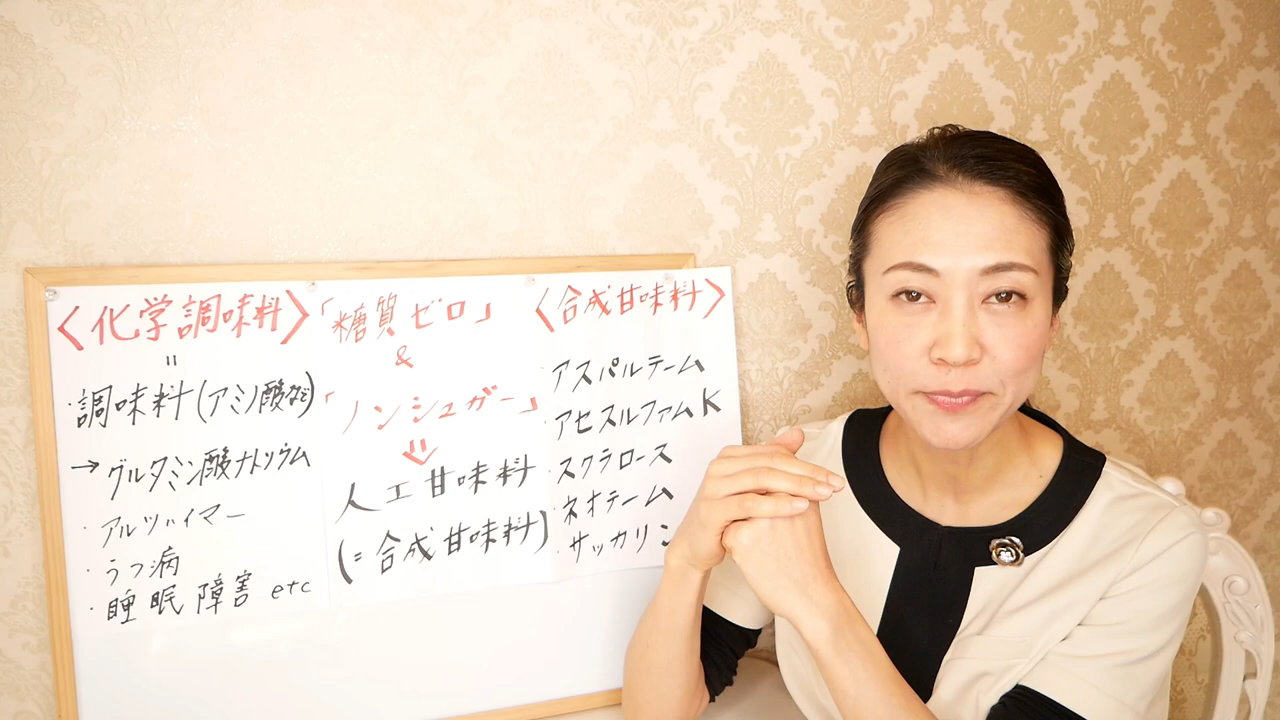 〈化学調味料〉
〃
・調味料(アミノ酸など)
→グルタミン酸ナトリウム
・アルツハイマー
・うつ病
・睡眠障害 etc
「糖質ゼロ」
&
「ノンシュガー」
⇓
人工甘味料
(=合成甘味料)
〈合成甘味料〉
・アスパルテーム
・アセスルファムK
・スクラロース
・ネオテーム
・サッカリン